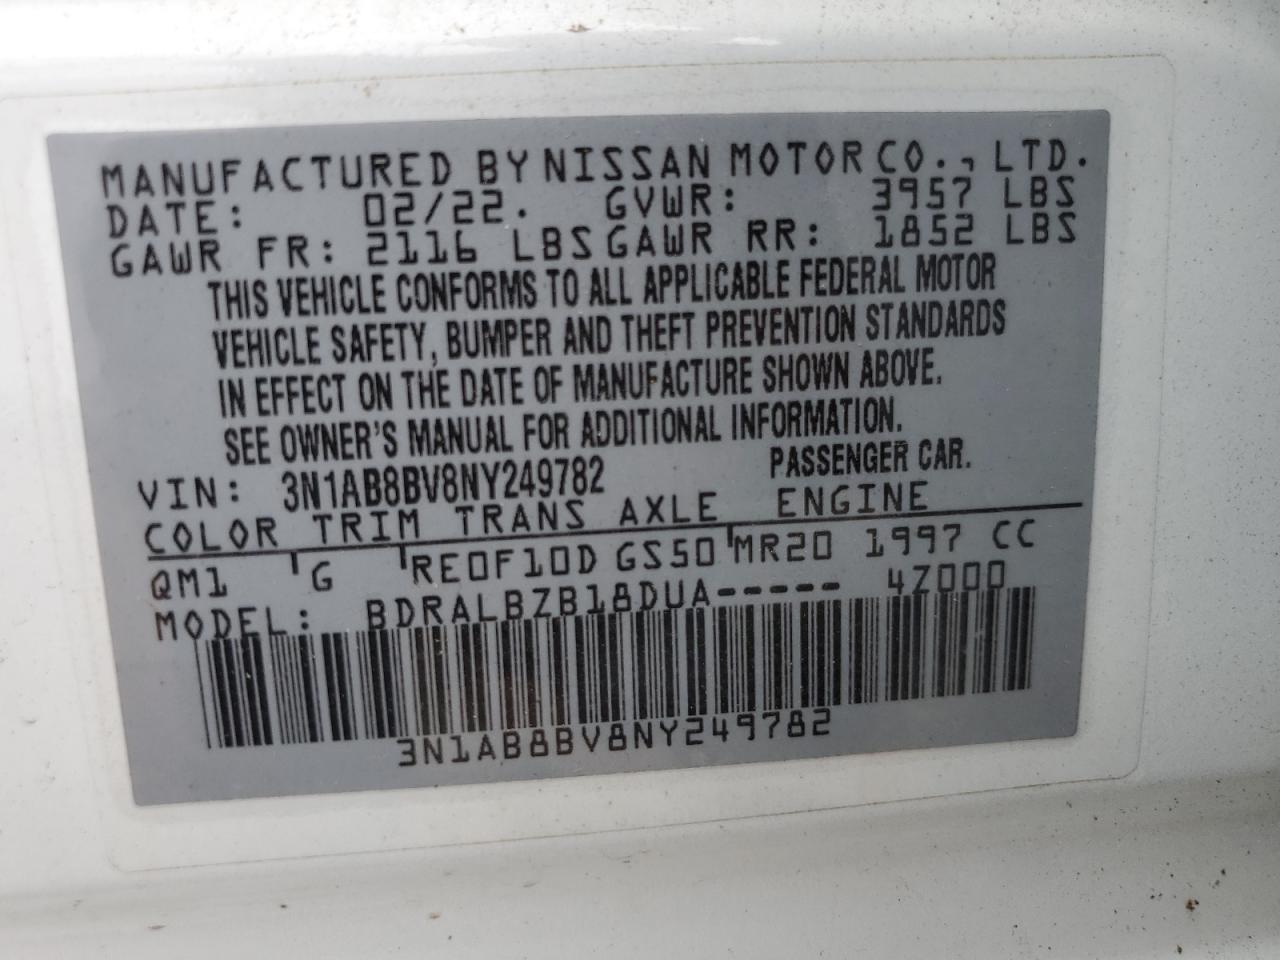 MANUFACTURED BY NISSAN MOTOR CO., LTD.
DATE: 02/22. GVWR: 3957 LBS
GAWR FR: 2116 LBS GAWR RR: 1852 LBS
THIS VEHICLE CONFORMS TO ALL APPLICABLE FEDERAL MOTOR
VEHICLE SAFETY, BUMPER AND THEFT PREVENTION STANDARDS
IN EFFECT ON THE DATE OF MANUFACTURE SHOWN ABOVE.
SEE OWNER'S MANUAL FOR ADDITIONAL INFORMATION.
VIN: 3N1AB8BV8NY249782 PASSENGER CAR.
COLOR TRIM TRANS AXLE ENGINE
QM1 G RE0F10D GS50 MR20 1997 CC
MODEL: BDRALBZB18DUA----- 4Z000
3N1AB8BV8NY249782